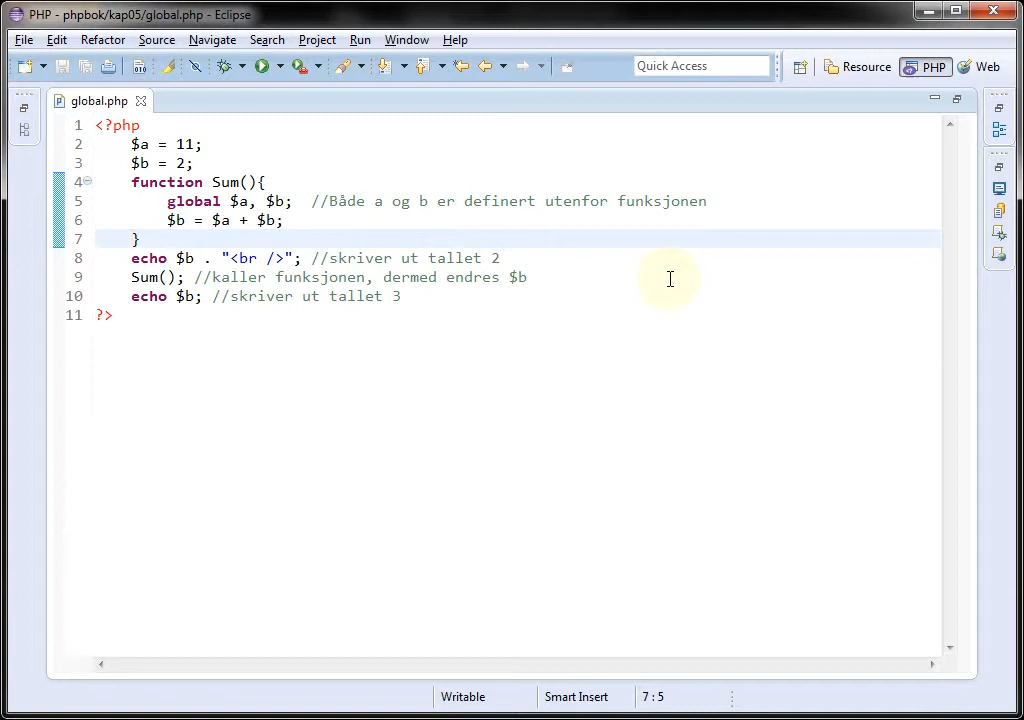 PHP - phpbok/kap05/global.php - Eclipse
File Edit Refactor Source Navigate Search Project Run Window Help
Quick Access Resource PHP Web
global.php
1 <?php
2 $a = 11;
3 $b = 2;
4 function Sum(){
5 global $a, $b; //Både a og b er definert utenfor funksjonen
6 $b = $a + $b;
7 }
8 echo $b . "<br />"; //skriver ut tallet 2
9 Sum(); //kaller funksjonen, dermed endres $b
10 echo $b; //skriver ut tallet 3
11 ?>
Writable Smart Insert 7 : 5